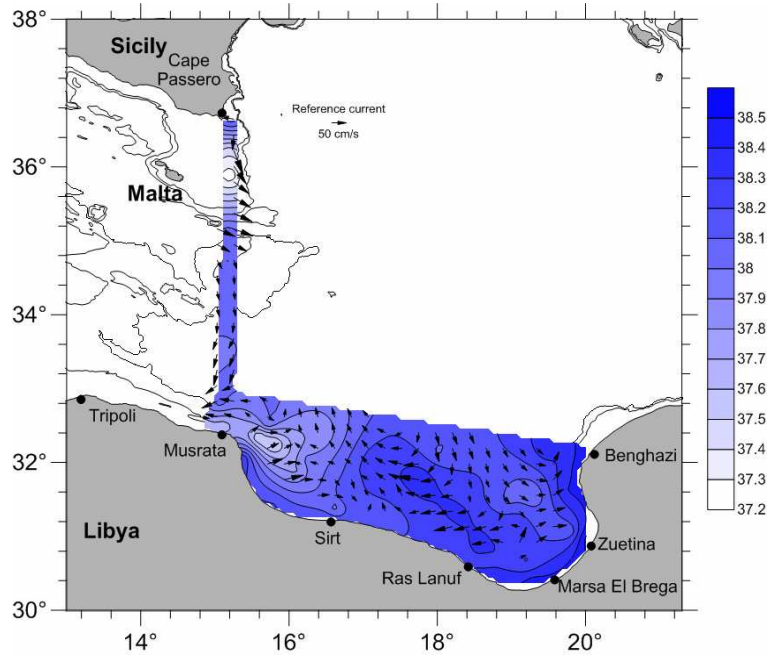 38°
Sicily
Cape
Passero
Reference current
50 cm/s
36°
Malta
34°
Tripoli
Musrata
32°
Benghazi
Libya
Sirt
Zuetina
Ras Lanuf
Marsa El Brega
30°
14°
16°
18°
20°
38.5
38.4
38.3
38.2
38.1
38
37.9
37.8
37.7
37.6
37.5
37.4
37.3
37.2